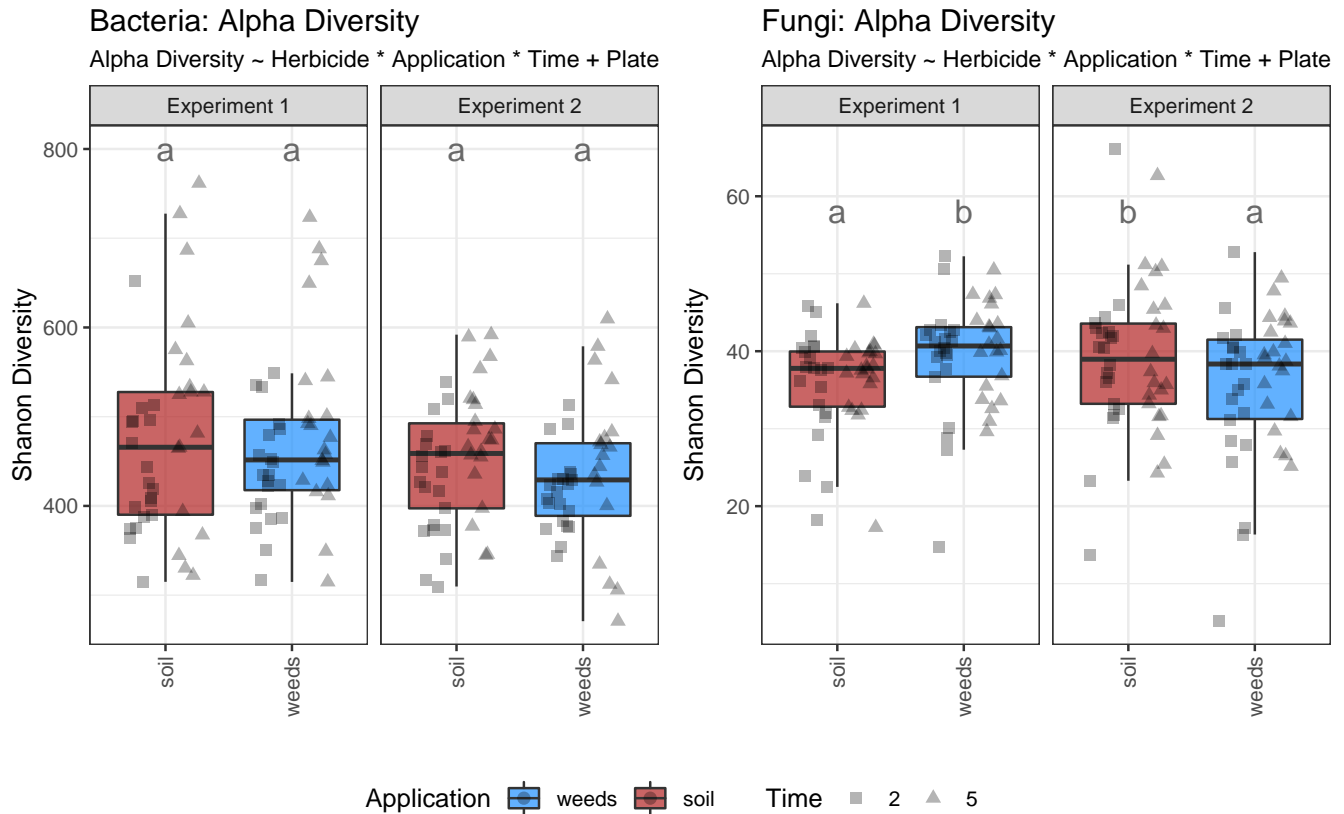 Bacteria: Alpha Diversity
Alpha Diversity ~ Herbicide * Application * Time + Plate
Experiment 1
Experiment 2
a
a
a
a
800
600
400
Shannon Diversity
soil
weeds
soil
weeds
Fungi: Alpha Diversity
Alpha Diversity ~ Herbicide * Application * Time + Plate
Experiment 1
Experiment 2
a
b
b
a
60
40
20
Shannon Diversity
soil
weeds
soil
weeds
Application weeds soil Time 2 5